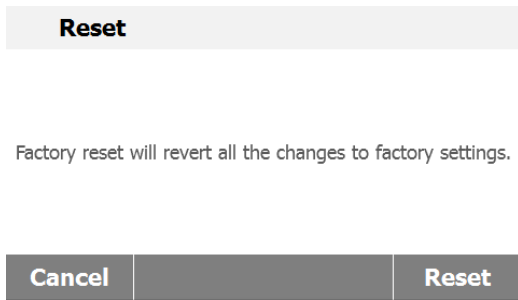 Reset
Factory reset will revert all the changes to factory settings.
Cancel Reset